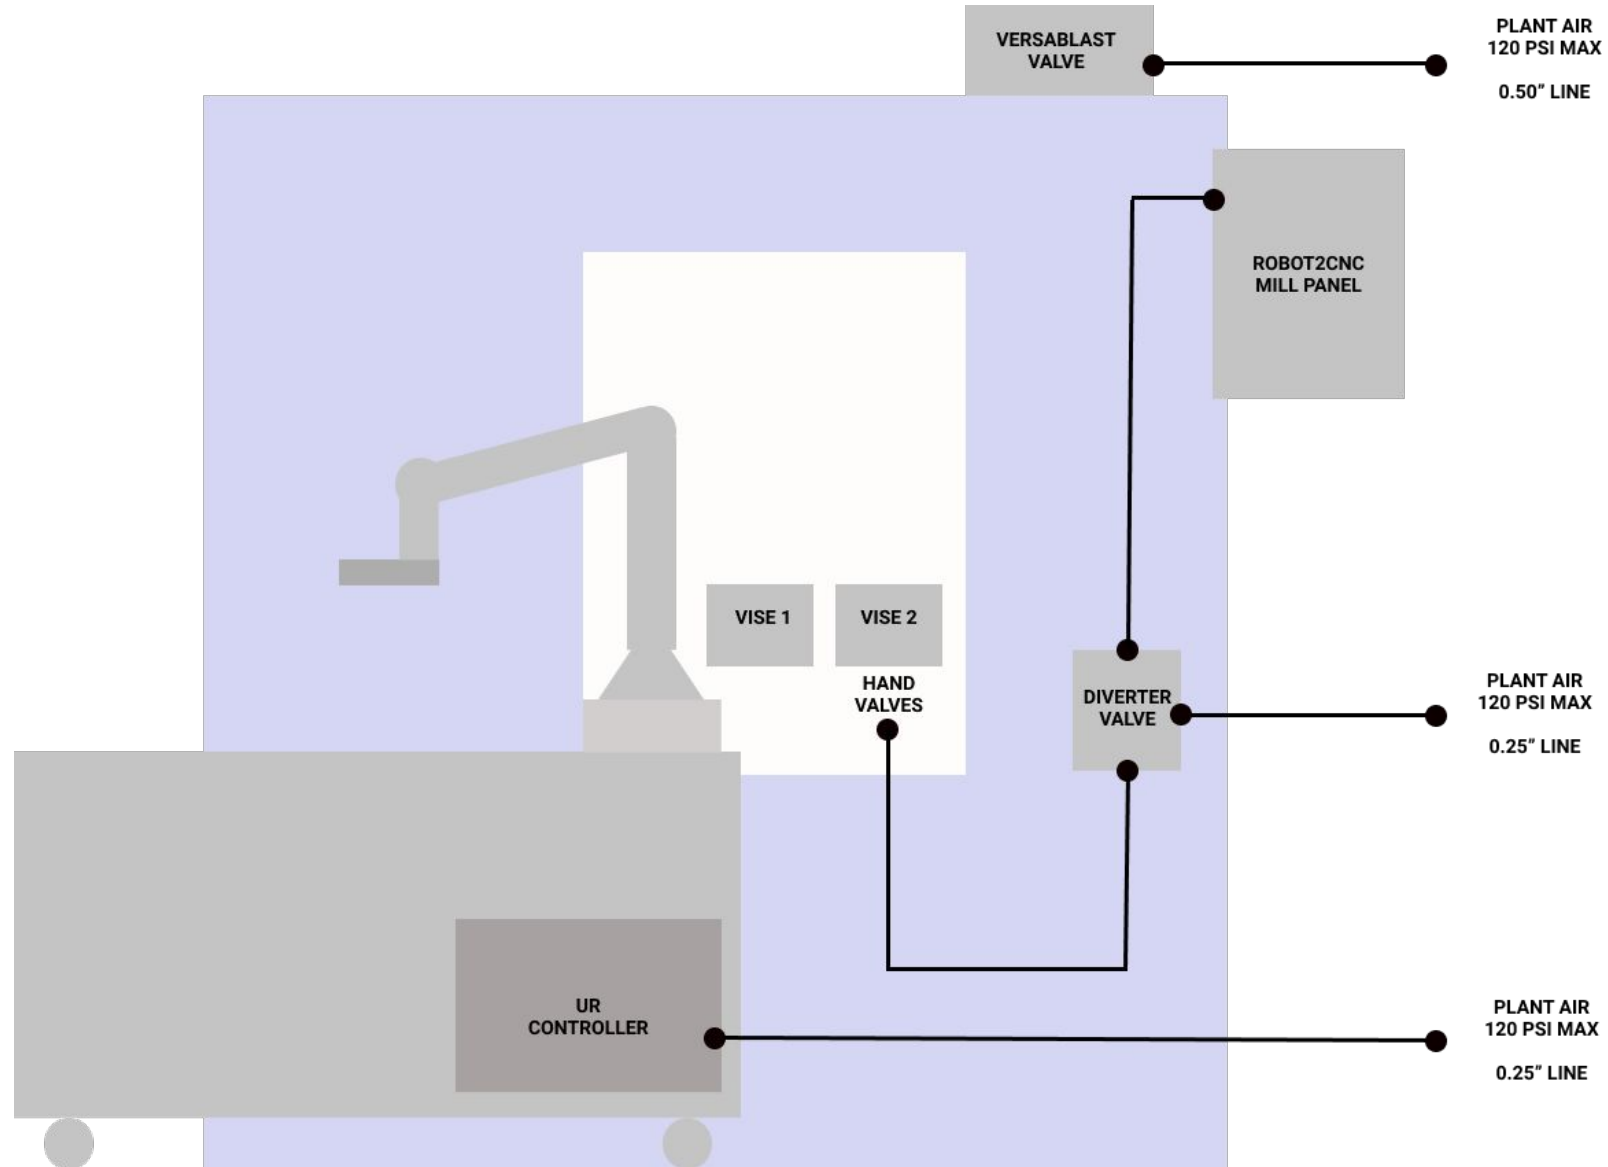 VERSABLAST
VALVE
PLANT AIR
120 PSI MAX
0.50” LINE
ROBOT2CNC
MILL PANEL
VISE 1
VISE 2
HAND
VALVES
DIVERTER
VALVE
PLANT AIR
120 PSI MAX
0.25” LINE
UR
CONTROLLER
PLANT AIR
120 PSI MAX
0.25” LINE